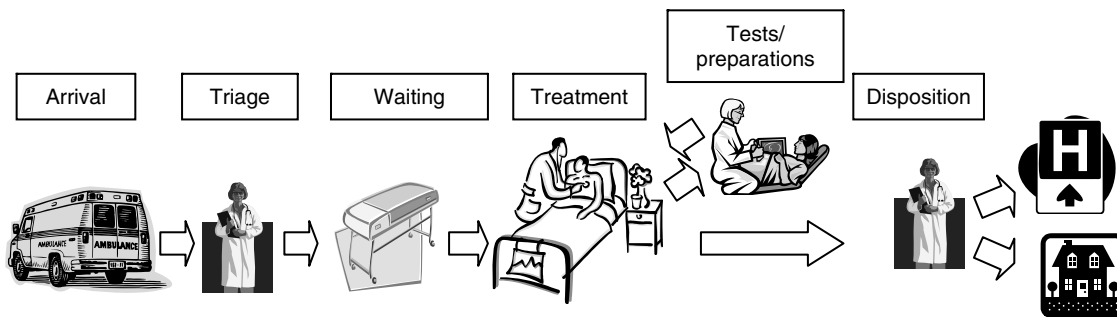 Tests/
preparations
Arrival
Triage
Waiting
Treatment
Disposition
AMBULANCE
AMBULANCE
H